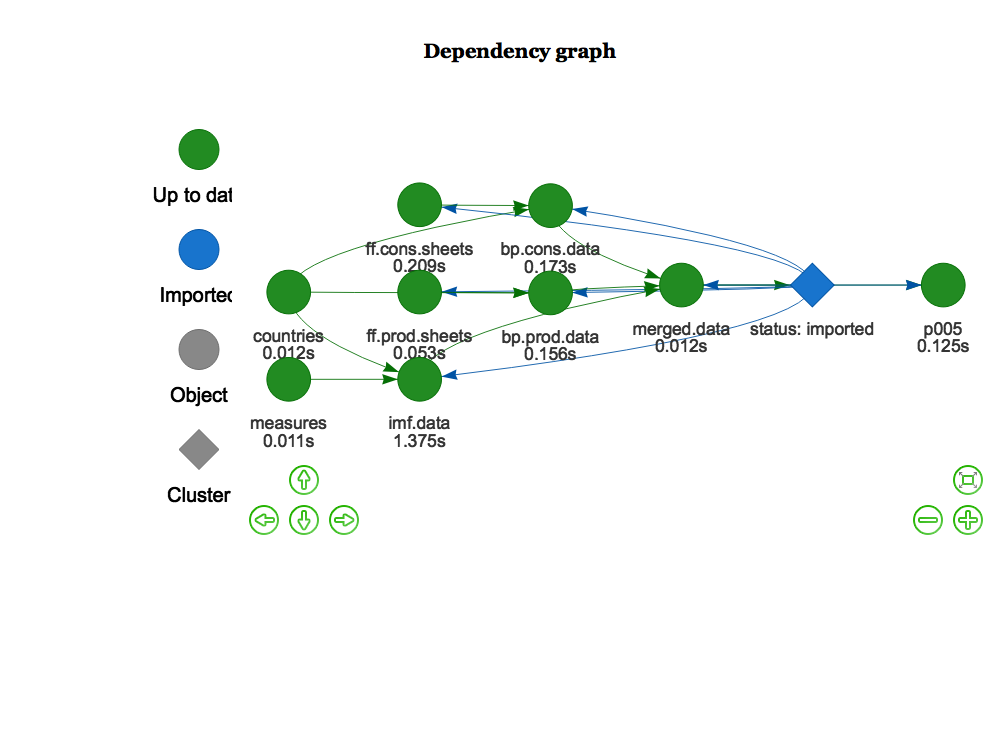 Dependency graph
Up to dat
Imported
Object
Cluster
ff.cons.sheets
0.209s
bp.cons.data
0.173s
countries
0.012s
ff.prod.sheets
0.053s
bp.prod.data
0.156s
merged.data
0.012s
status: imported
p005
0.125s
measures
0.011s
imf.data
1.375s